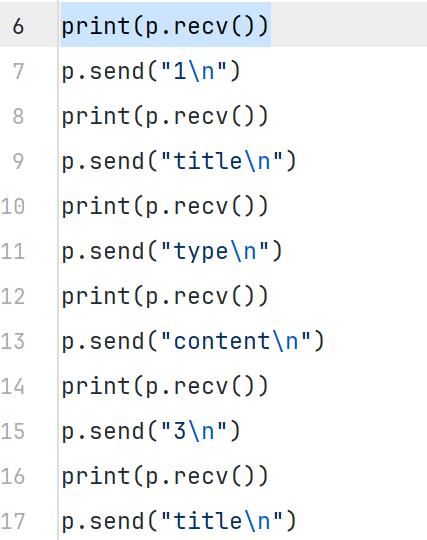 6 print(p.recv())
7 p.send("1\n")
8 print(p.recv())
9 p.send("title\n")
10 print(p.recv())
11 p.send("type\n")
12 print(p.recv())
13 p.send("content\n")
14 print(p.recv())
15 p.send("3\n")
16 print(p.recv())
17 p.send("title\n")